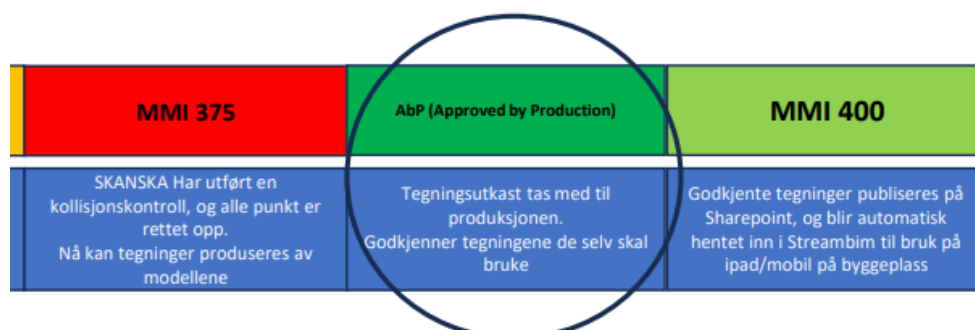 MMI 375
AbP (Approved by Production)
MMI 400
SKANSKA Har utført en
kollisjonskontroll, og alle punkt er
rettet opp.
Nå kan tegninger produseres av
modellene
Tegningsutkast tas med til
produksjonen.
Godkjenner tegningene de selv skal
bruke
Godkjente tegninger publiseres på
Sharepoint, og blir automatisk
hentet inn i Streambim til bruk på
ipad/mobil på byggeplass